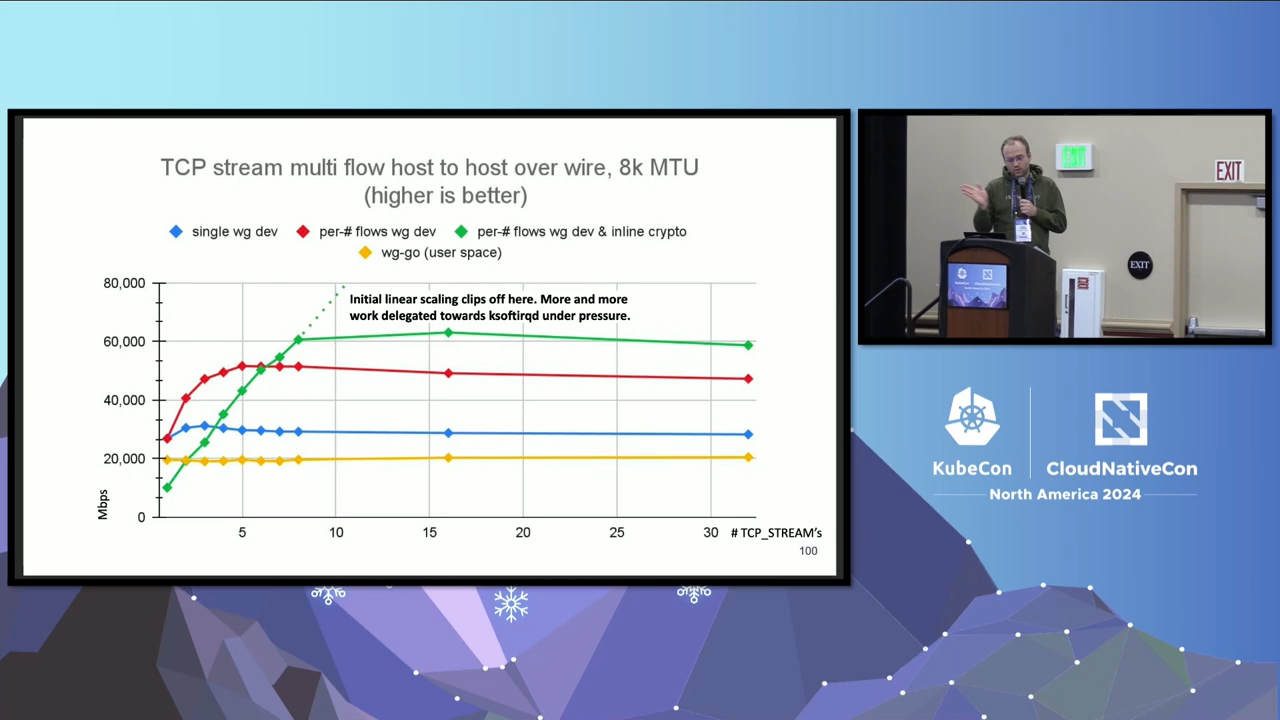 TCP stream multi flow host to host over wire, 8k MTU
(higher is better)
single wg dev
per-# flows wg dev
per-# flows wg dev & inline crypto
wg-go (user space)
80,000
60,000
40,000
20,000
0
Mbps
Initial linear scaling clips off here. More and more
work delegated towards ksoftirqd under pressure.
5
10
15
20
25
30
# TCP_STREAM's
100
EXIT
EXIT
EXIT
KubeCon
CloudNativeCon
North America 2024